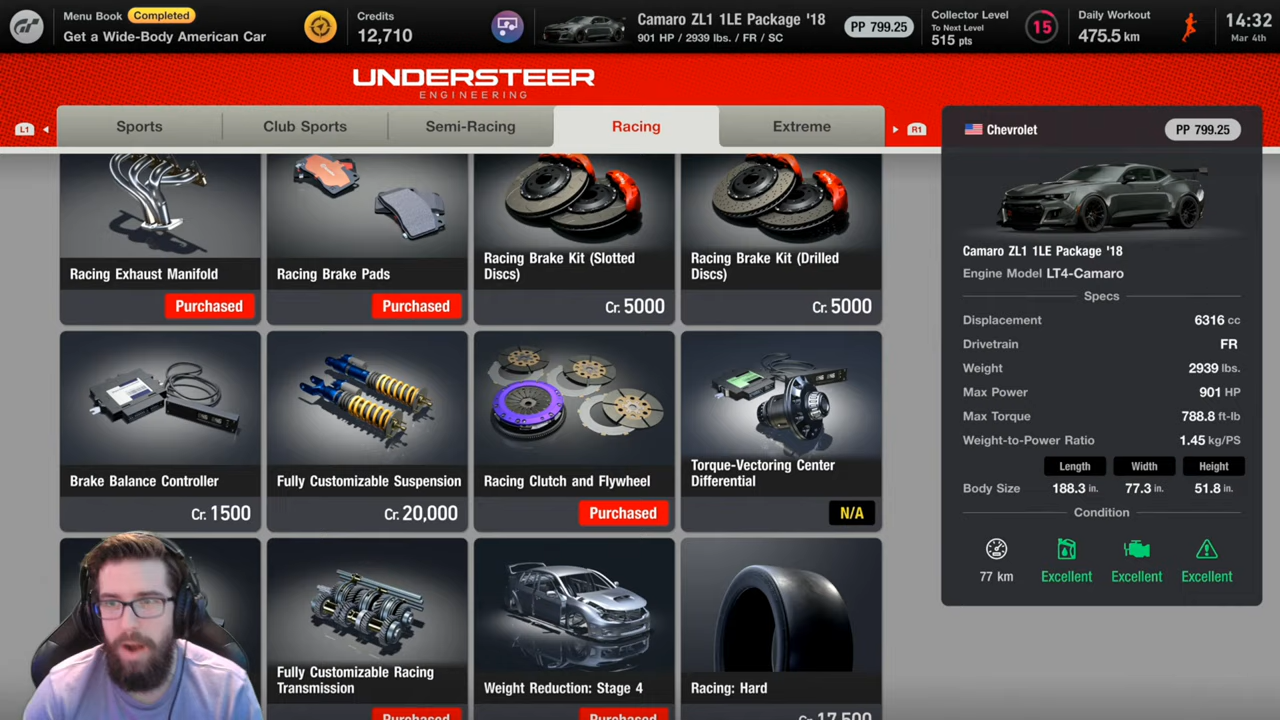 Menu Book Completed
Get a Wide-Body American Car
Credits
12,710
Camaro ZL1 1LE Package '18
901 HP / 2939 lbs. / FR / SC
PP 799.25
Collector Level
To Next Level
515 pts
15
Daily Workout
475.5 km
14:32
Mar 4th
UNDERSTEER
ENGINEERING
L1
Sports
Club Sports
Semi-Racing
Racing
Extreme
R1
Racing Exhaust Manifold
Purchased
Racing Brake Pads
Purchased
Racing Brake Kit (Slotted
Discs)
Cr. 5000
Racing Brake Kit (Drilled
Discs)
Cr. 5000
Brake Balance Controller
Cr. 1500
Fully Customizable Suspension
Cr. 20,000
Racing Clutch and Flywheel
Purchased
Torque-Vectoring Center
Differential
N/A
Fully Customizable Racing
Transmission
Purchased
Weight Reduction: Stage 4
Purchased
Racing: Hard
Cr. 17,500
Chevrolet
PP 799.25
Camaro ZL1 1LE Package '18
Engine Model LT4-Camaro
Specs
Displacement 6316 cc
Drivetrain FR
Weight 2939 lbs.
Max Power 901 HP
Max Torque 788.8 ft-lb
Weight-to-Power Ratio 1.45 kg/PS
Length Width Height
Body Size 188.3 in. 77.3 in. 51.8 in.
Condition
77 km Excellent Excellent Excellent